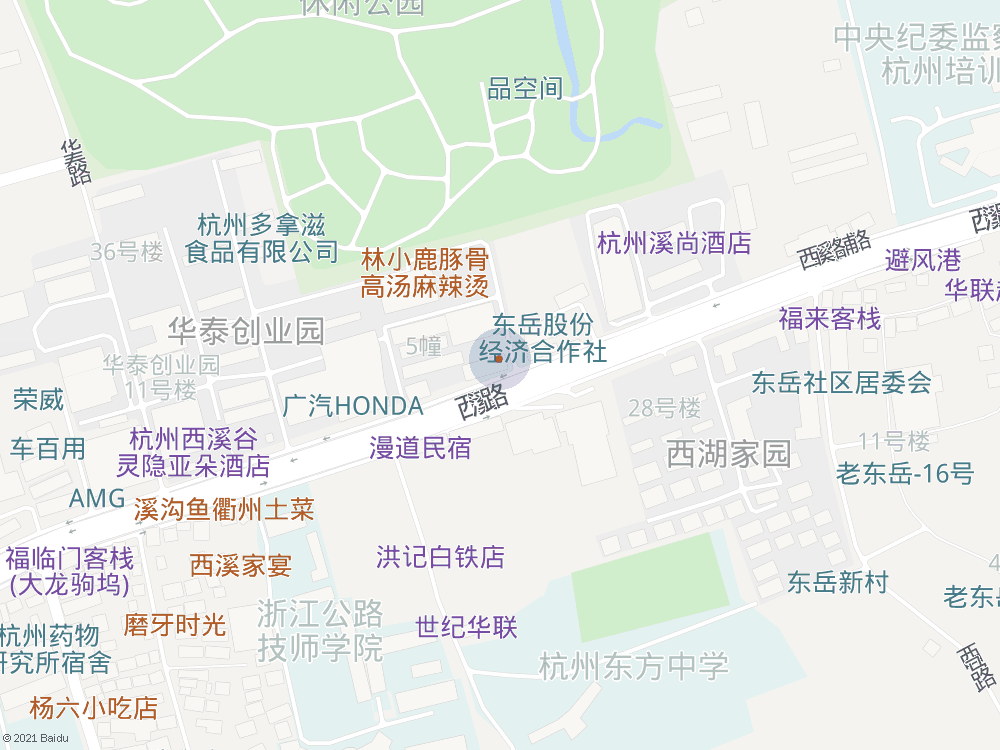 休闲公园
中央纪委监察
杭州培训
品空间
华泰路
杭州多拿滋
食品有限公司
36号楼
林小鹿豚骨
高汤麻辣烫
杭州溪尚酒店
西溪路辅路
避风港
华联超
福来客栈
华泰创业园
东岳股份
经济合作社
5幢
华泰创业园
11号楼
东岳社区居委会
荣威
广汽HONDA
西溪路
28号楼
车百用
杭州西溪谷
灵隐亚朵酒店
漫道民宿
西湖家园
11号楼
老东岳-16号
AMG
溪沟鱼衢州土菜
福临门客栈
(大龙驹坞)
西溪家宴
洪记白铁店
东岳新村
老东岳
浙江公路
技师学院
磨牙时光
世纪华联
杭州药物
研究所宿舍
杭州东方中学
杨六小吃店
© 2021 Baidu